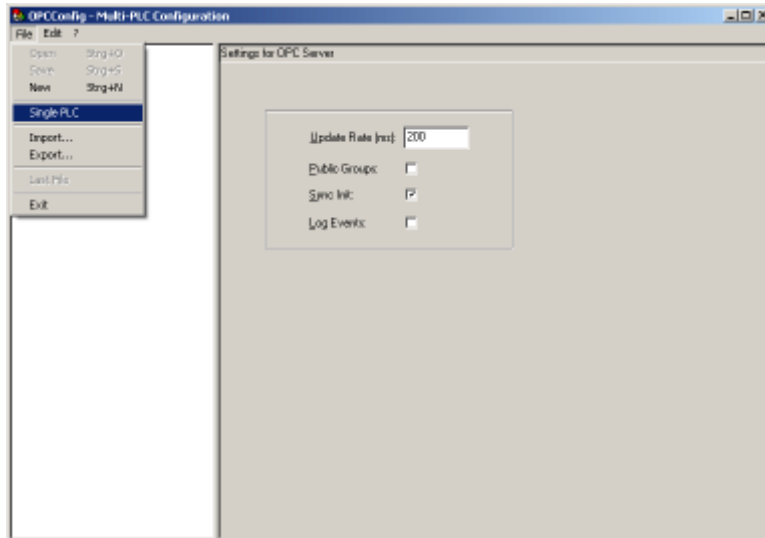 OPCConfig - Multi-PLC Configuration
File Edit ?
Open Strg+O
Save Strg+S
New Strg+N
Single PLC
Import...
Export...
Last File
Exit
Settings for OPC Server
Update Rate (ms): 200
Public Groups:
Sync Init:
Log Events: